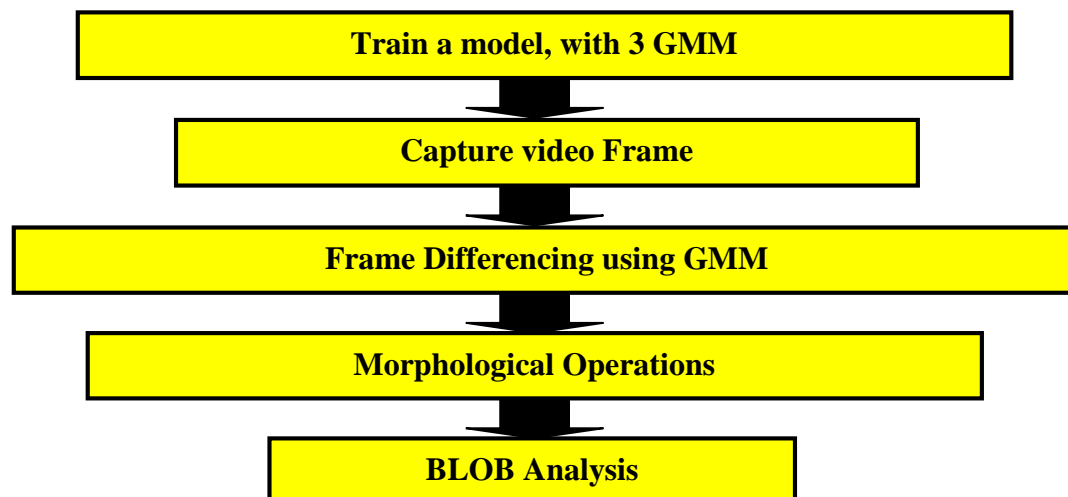 Train a model, with 3 GMM
Capture video Frame
Frame Differencing using GMM
Morphological Operations
BLOB Analysis